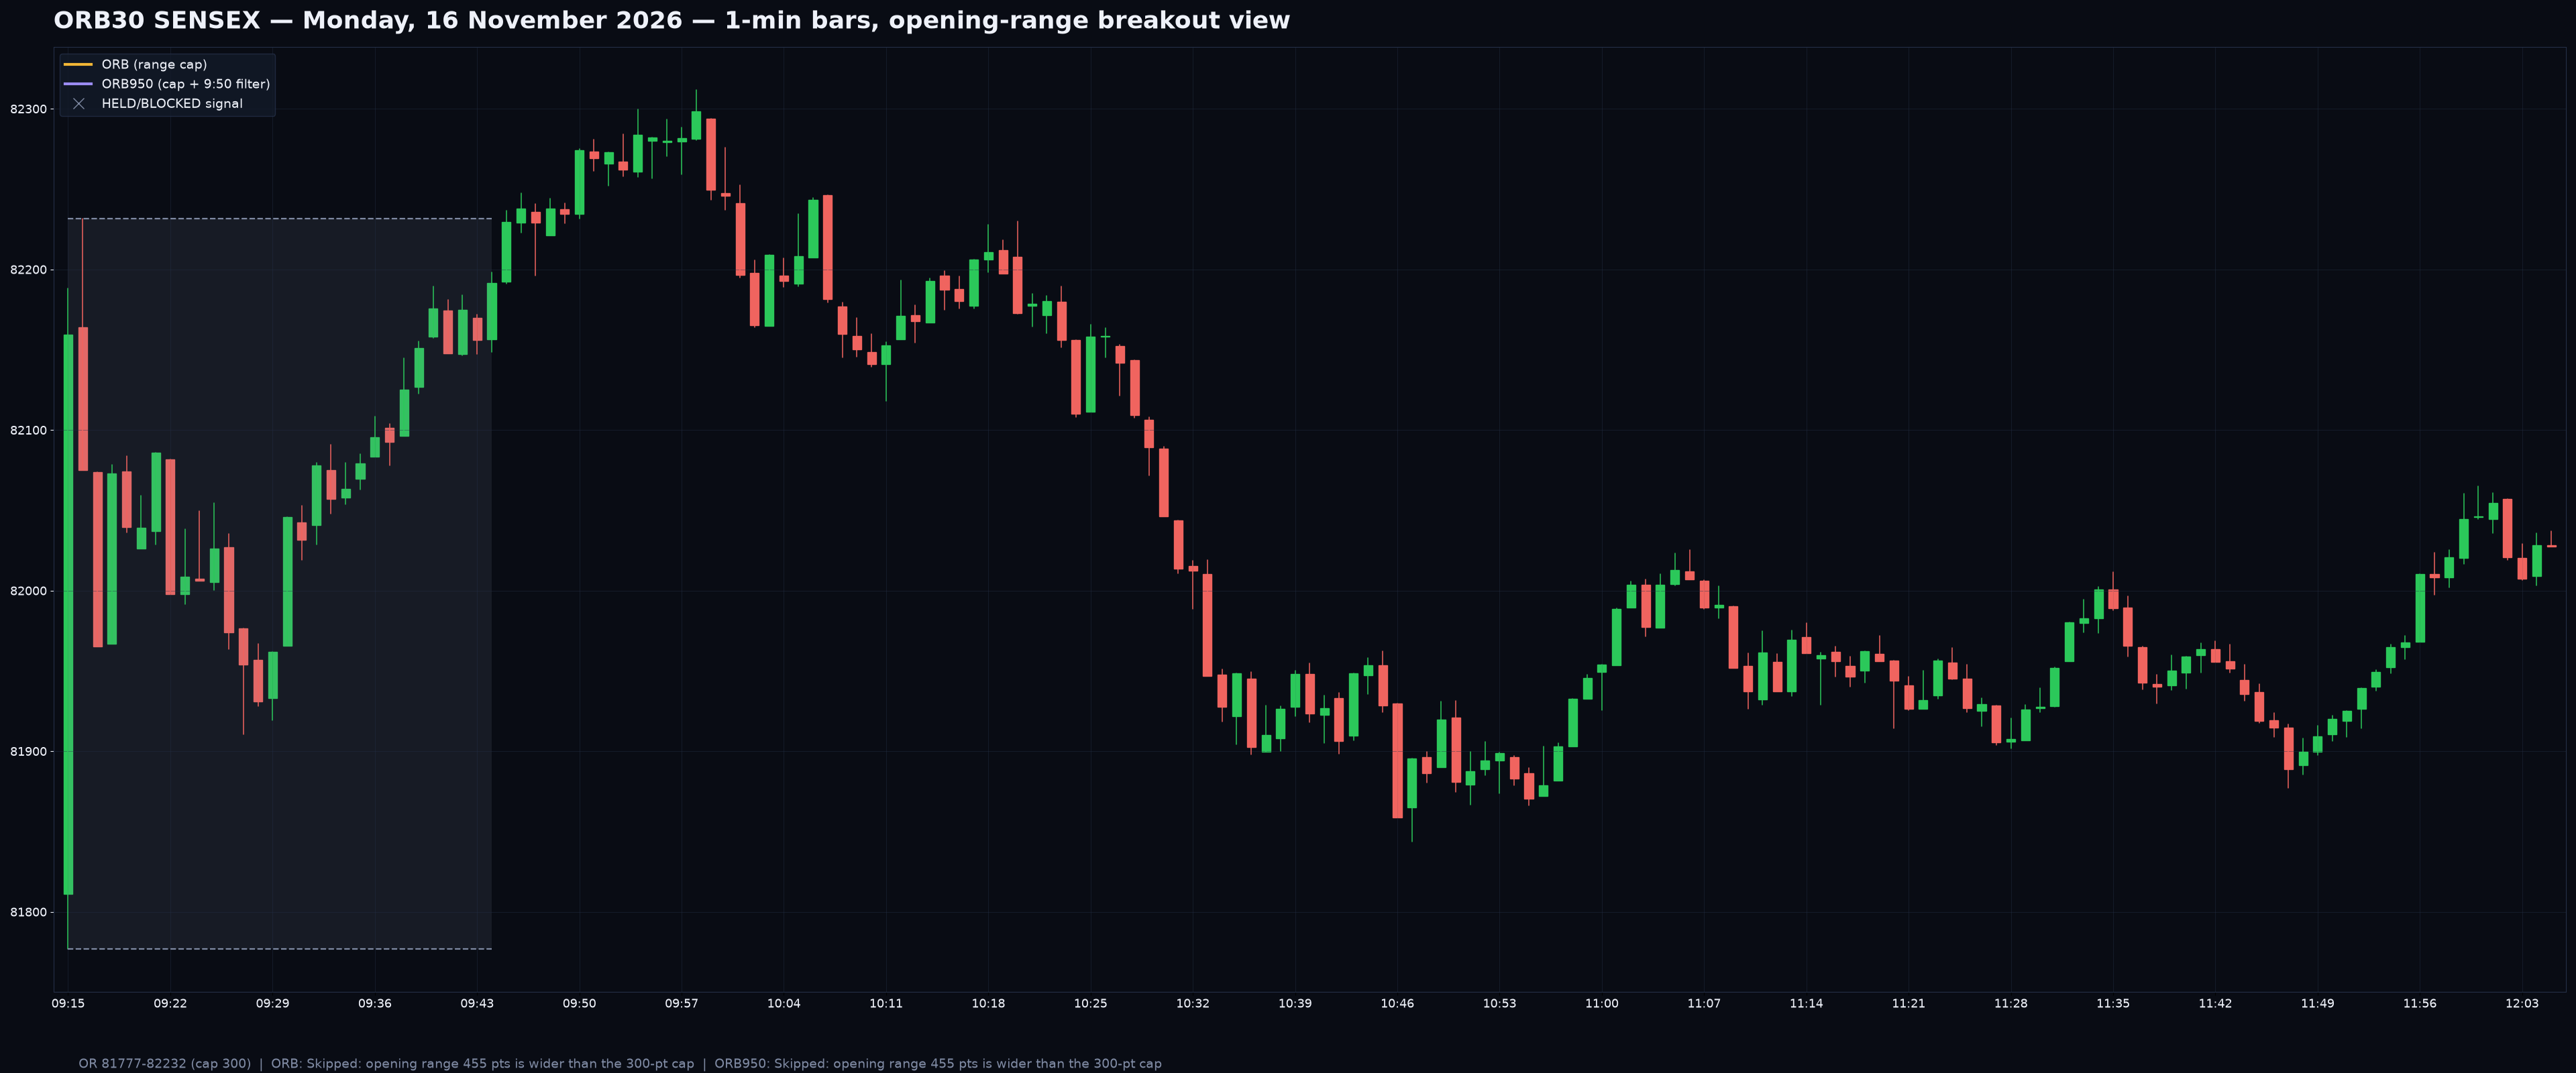 ORB30 SENSEX — Monday, 16 November 2026 — 1-min bars, opening-range breakout view
ORB (range cap)
ORB950 (cap + 9:50 filter)
HELD/BLOCKED signal
82300
82200
82100
82000
81900
81800
09:15 09:22 09:29 09:36 09:43 09:50 09:57 10:04 10:11 10:18 10:25 10:32 10:39 10:46 10:53 11:00 11:07 11:14 11:21 11:28 11:35 11:42 11:49 11:56 12:03
OR 81777-82232 (cap 300) | ORB: Skipped: opening range 455 pts is wider than the 300-pt cap | ORB950: Skipped: opening range 455 pts is wider than the 300-pt cap